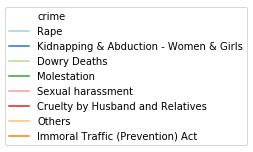 crime
Rape
Kidnapping & Abduction - Women & Girls
Dowry Deaths
Molestation
Sexual harassment
Cruelty by Husband and Relatives
Others
Immoral Traffic (Prevention) Act